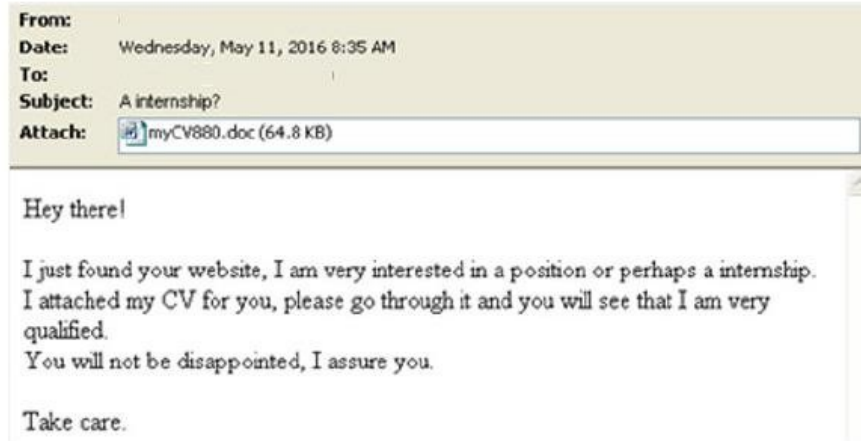 From:
Date: Wednesday, May 11, 2016 8:35 AM
To:
Subject: A internship?
Attach: myCV880.doc (64.8 KB)
Hey there!
I just found your website, I am very interested in a position or perhaps a internship.
I attached my CV for you, please go through it and you will see that I am very
qualified.
You will not be disappointed, I assure you.
Take care.